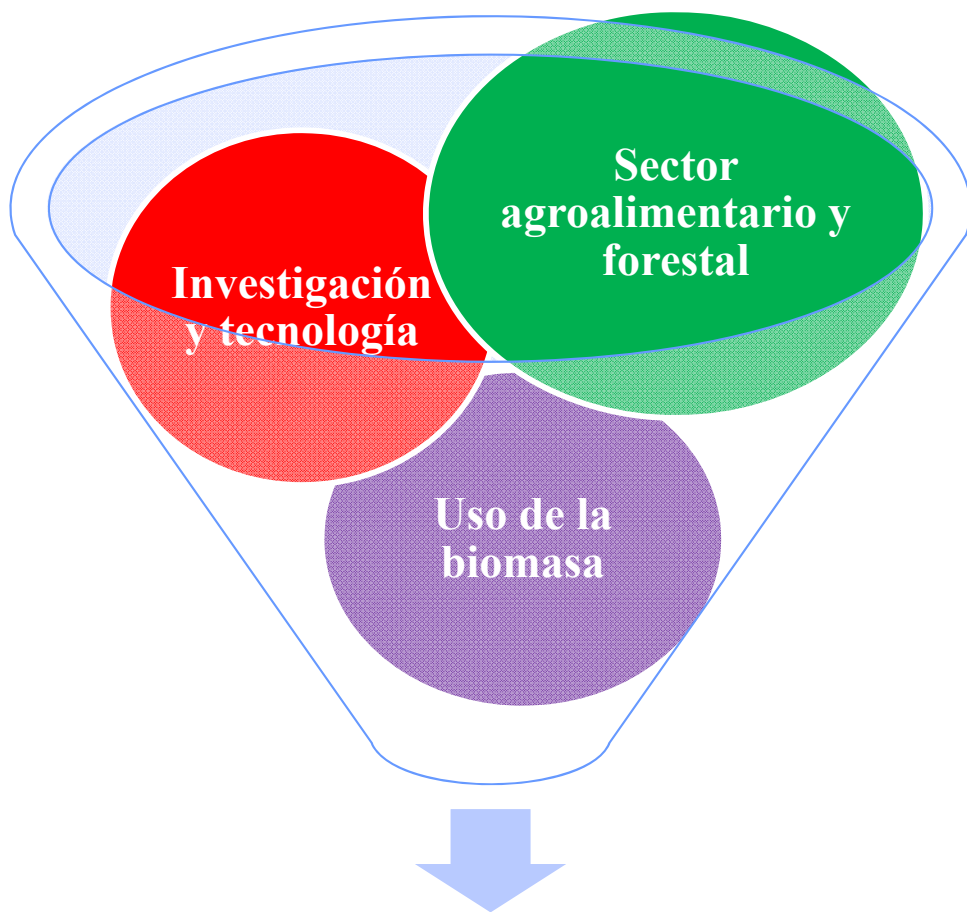 Sector
agroalimentario y
forestal
Investigación
y tecnología
Uso de la
biomasa